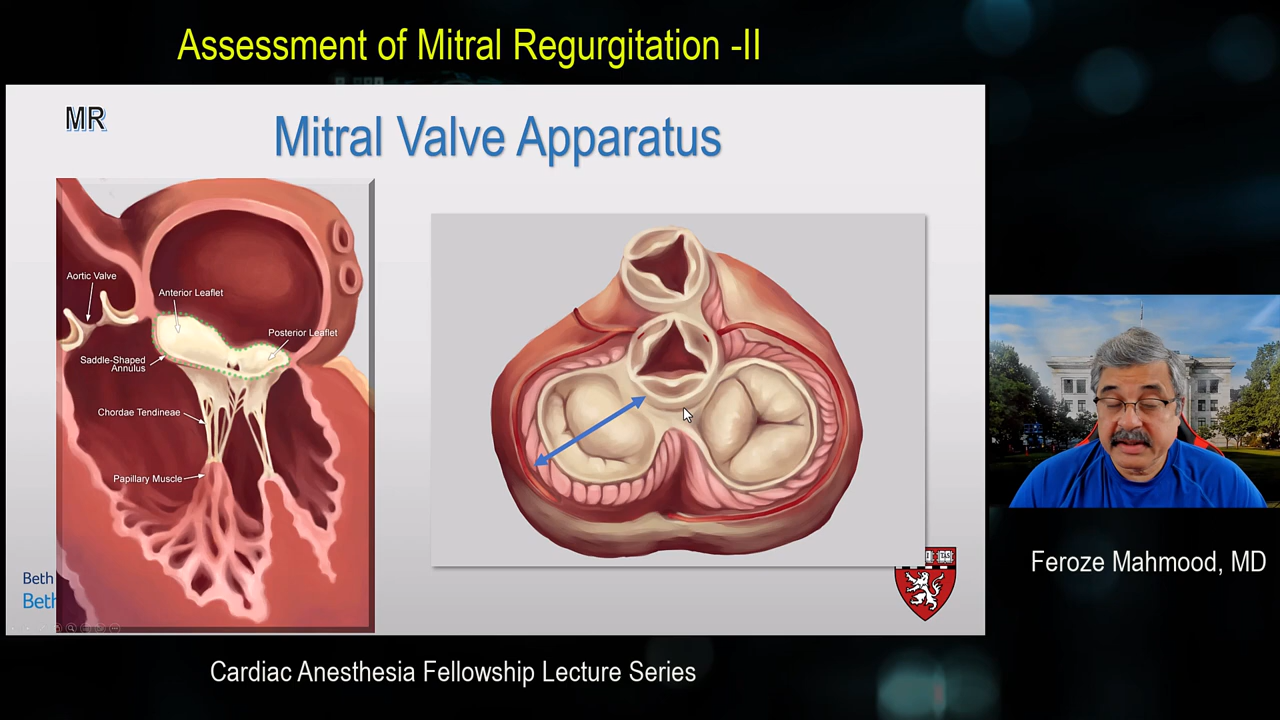 Assessment of Mitral Regurgitation -II
MR
Mitral Valve Apparatus
Aortic Valve
Anterior Leaflet
Posterior Leaflet
Saddle-Shaped
Annulus
Chordae Tendineae
Papillary Muscle
Beth
Beth
Feroze Mahmood, MD
Cardiac Anesthesia Fellowship Lecture Series